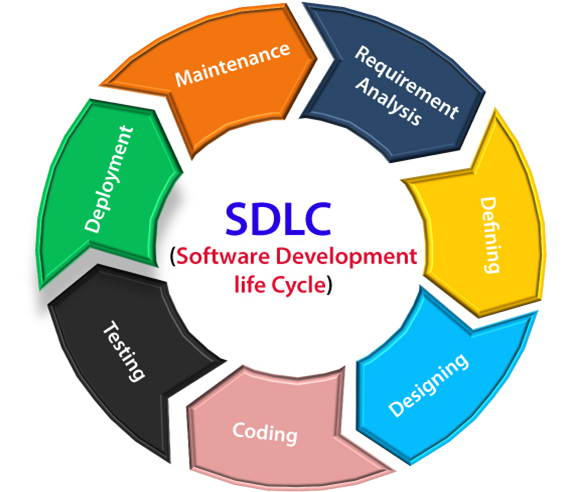 SDLC
(Software Development
life Cycle)
Requirement
Analysis
Defining
Designing
Coding
Testing
Deployment
Maintenance